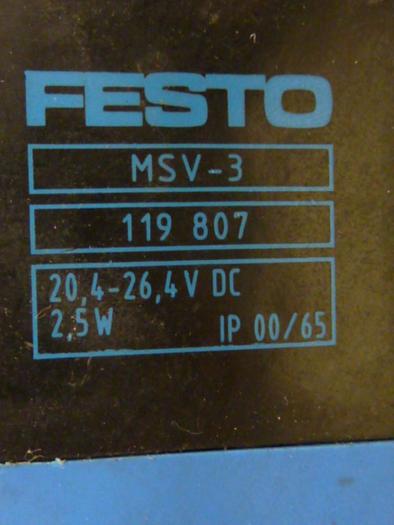 FESTO
MSV-3
119 807
20,4-26,4V DC
2,5W IP 00/65